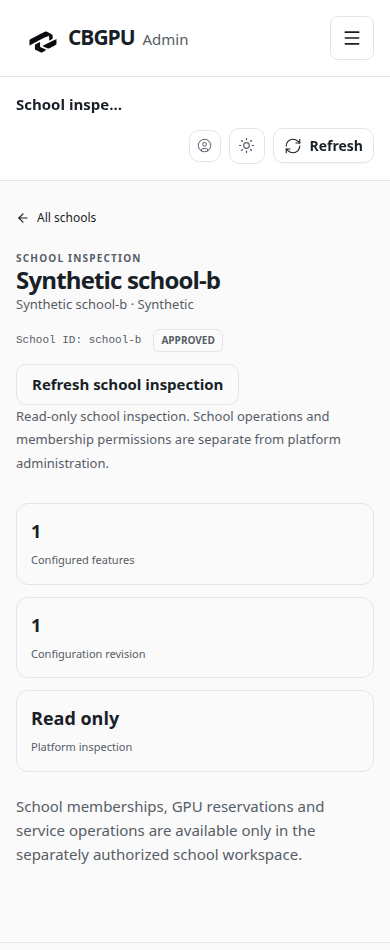 CBGPU Admin
School inspe...
Refresh
All schools
SCHOOL INSPECTION
Synthetic school-b
Synthetic school-b · Synthetic
School ID: school-b APPROVED
Refresh school inspection
Read-only school inspection. School operations and
membership permissions are separate from platform
administration.
1
Configured features
1
Configuration revision
Read only
Platform inspection
School memberships, GPU reservations and
service operations are available only in the
separately authorized school workspace.